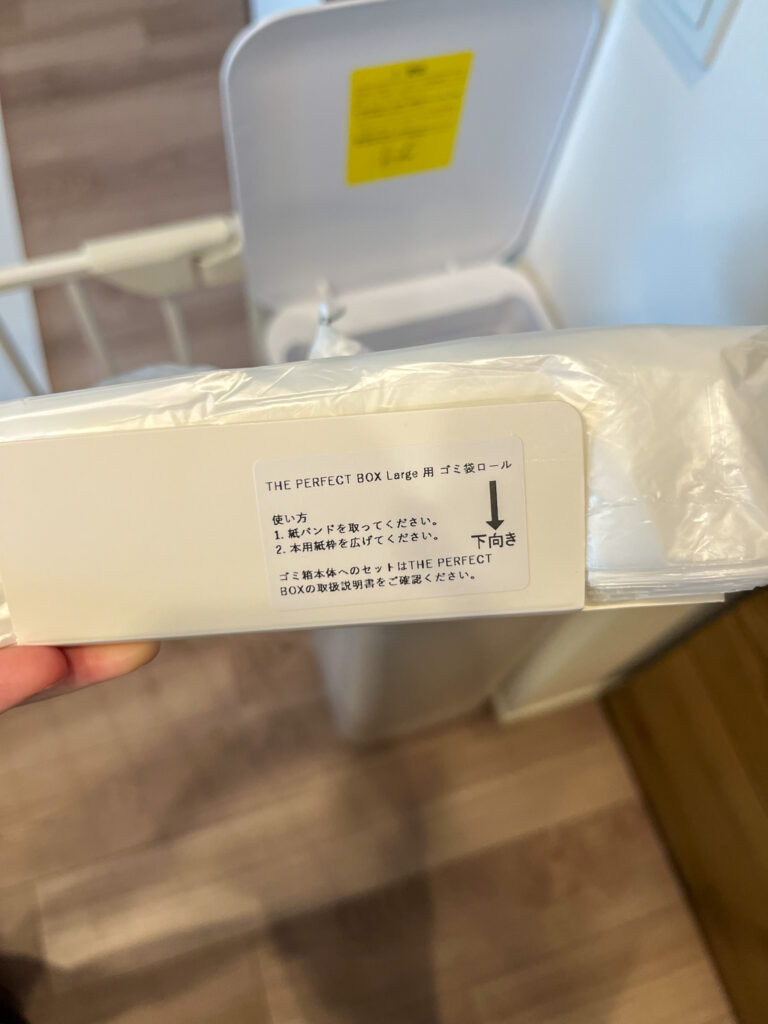 THE PERFECT BOX Large 用 ゴミ袋ロール
使い方
1. 紙バンドを取ってください。
2. 本用紙枠を広げてください。
下向き
ゴミ箱本体へのセットはTHE PERFECT
BOXの取扱説明書をご確認ください。